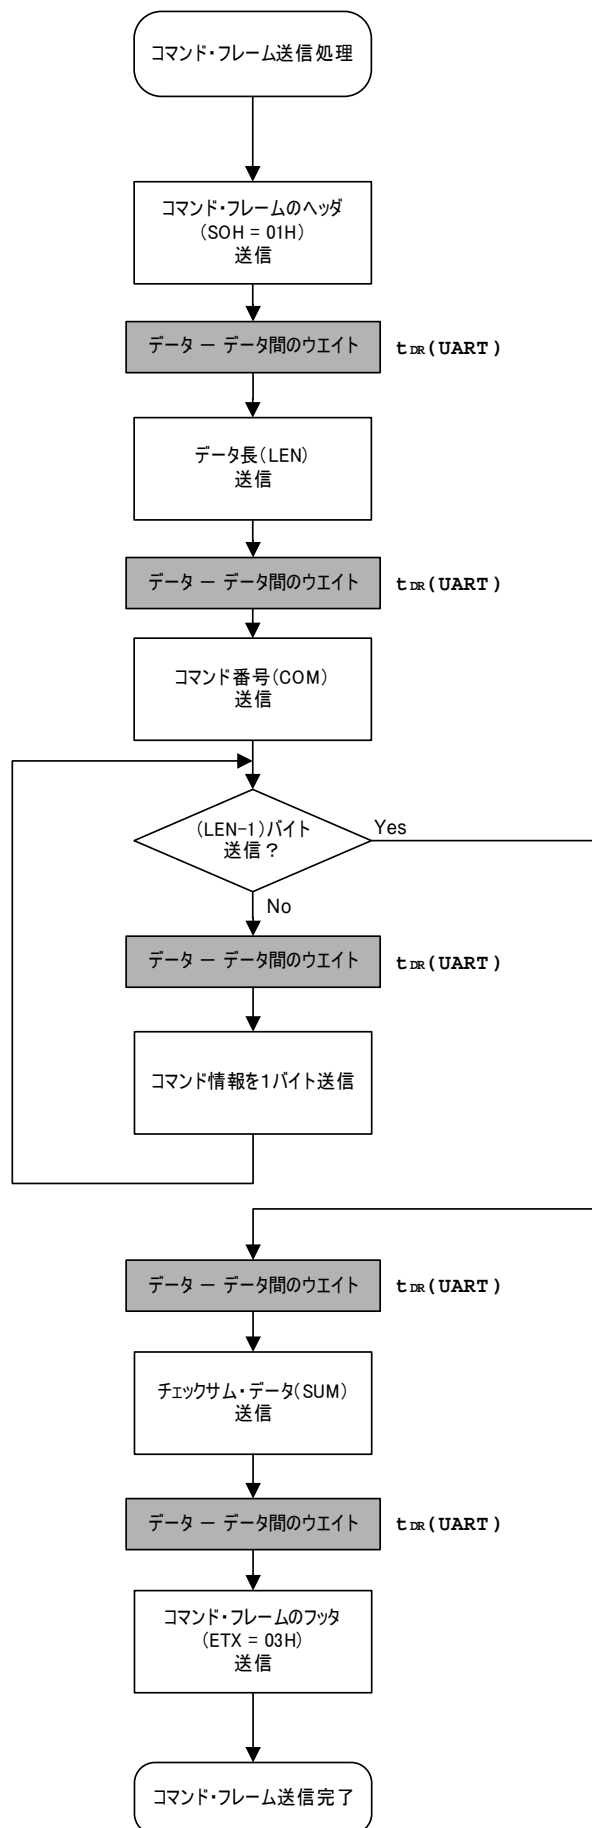 コマンド・フレーム送信処理
コマンド・フレームのヘッダ
(SOH = 01H)
送信
データ － データ間のウエイト
tDR(UART)
データ長(LEN)
送信
データ － データ間のウエイト
tDR(UART)
コマンド番号(COM)
送信
(LEN-1)バイト
送信？
Yes
No
データ － データ間のウエイト
tDR(UART)
コマンド情報を1バイト送信
データ － データ間のウエイト
tDR(UART)
チェックサム・データ(SUM)
送信
データ － データ間のウエイト
tDR(UART)
コマンド・フレームのフッタ
(ETX = 03H)
送信
コマンド・フレーム送信完了